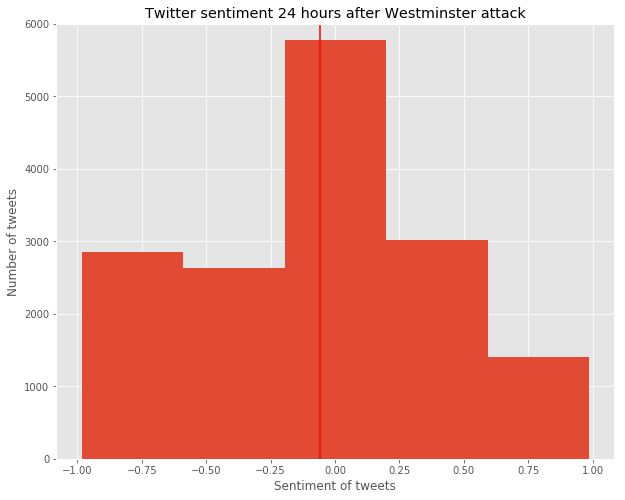 Twitter sentiment 24 hours after Westminster attack
6000
5000
4000
3000
2000
1000
0
Number of tweets
−1.00 −0.75 −0.50 −0.25 0.00 0.25 0.50 0.75 1.00
Sentiment of tweets